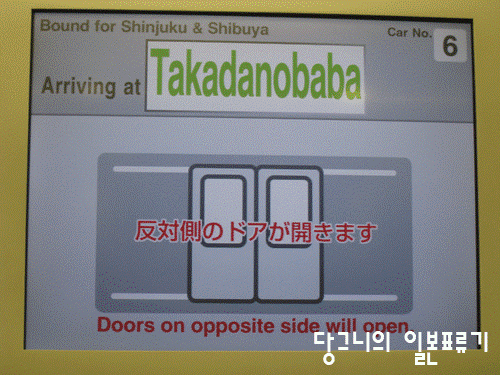 Bound for Shinjuku & Shibuya
Car No. 6
Arriving at Takadanobaba
反対側のドアが開きます
Doors on opposite side will open.
당그니의 일본표류기